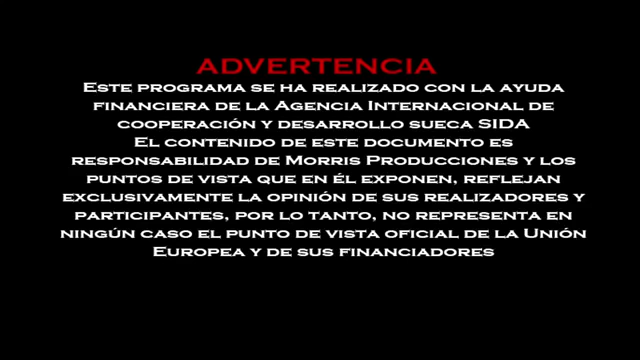 ADVERTENCIA
Este programa se ha realizado con la ayuda
financiera de la Agencia Internacional de
cooperación y desarrollo sueca SIDA
El contenido de este documento es
responsabilidad de Morris Producciones y los
puntos de vista que en él exponen, reflejan
exclusivamente la opinión de sus realizadores y
participantes, por lo tanto, no representa en
ningún caso el punto de vista oficial de la Unión
Europea y de sus financiadores